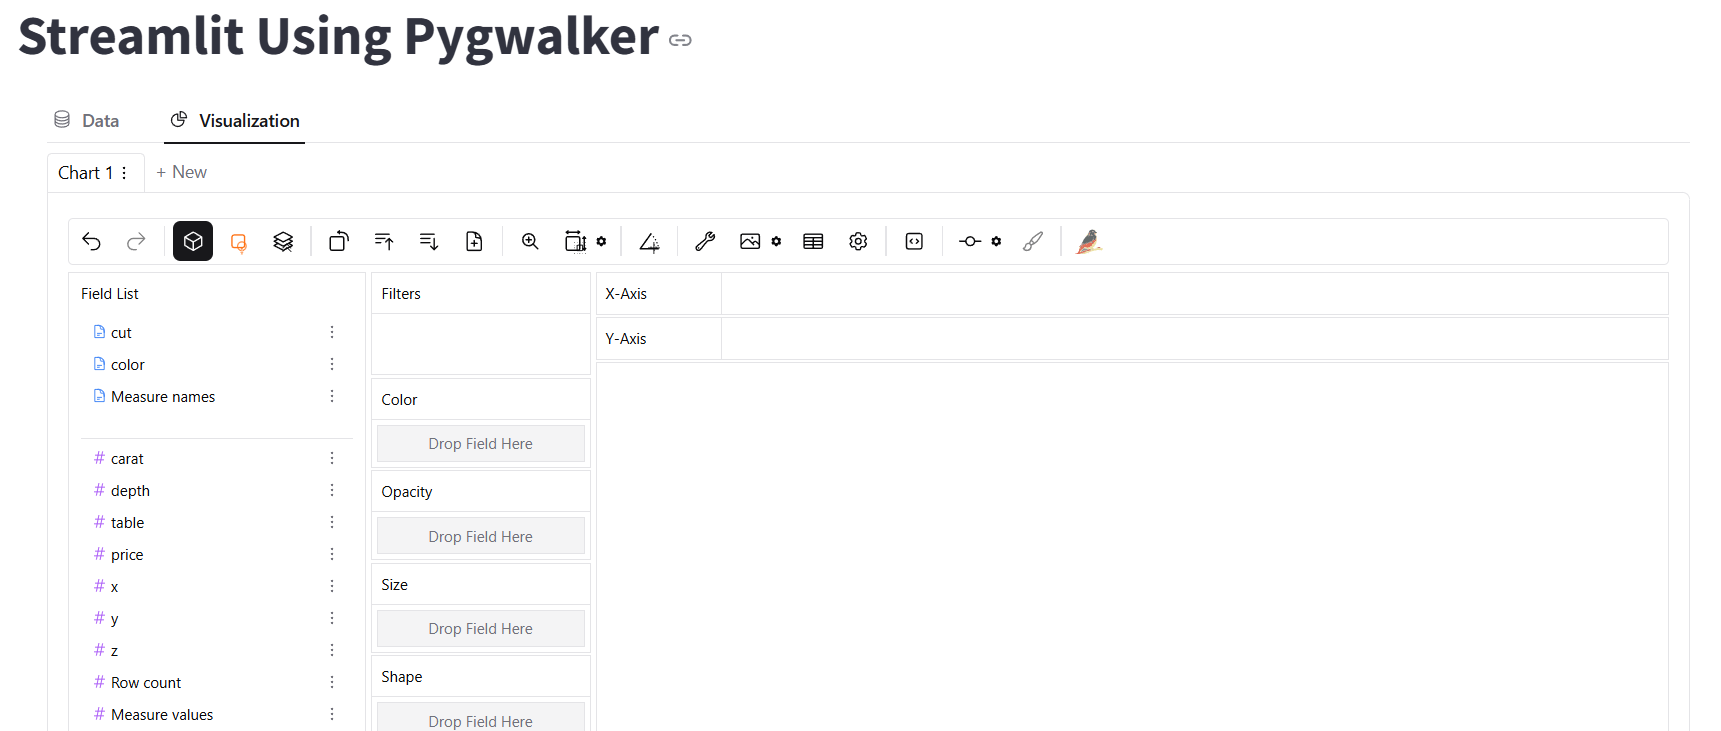 Streamlit Using Pygwalker
Data
Visualization
Chart 1
+ New
Field List
cut
color
Measure names
# carat
# depth
# table
# price
# x
# y
# z
# Row count
# Measure values
Filters
Color
Drop Field Here
Opacity
Drop Field Here
Size
Drop Field Here
Shape
Drop Field Here
X-Axis
Y-Axis